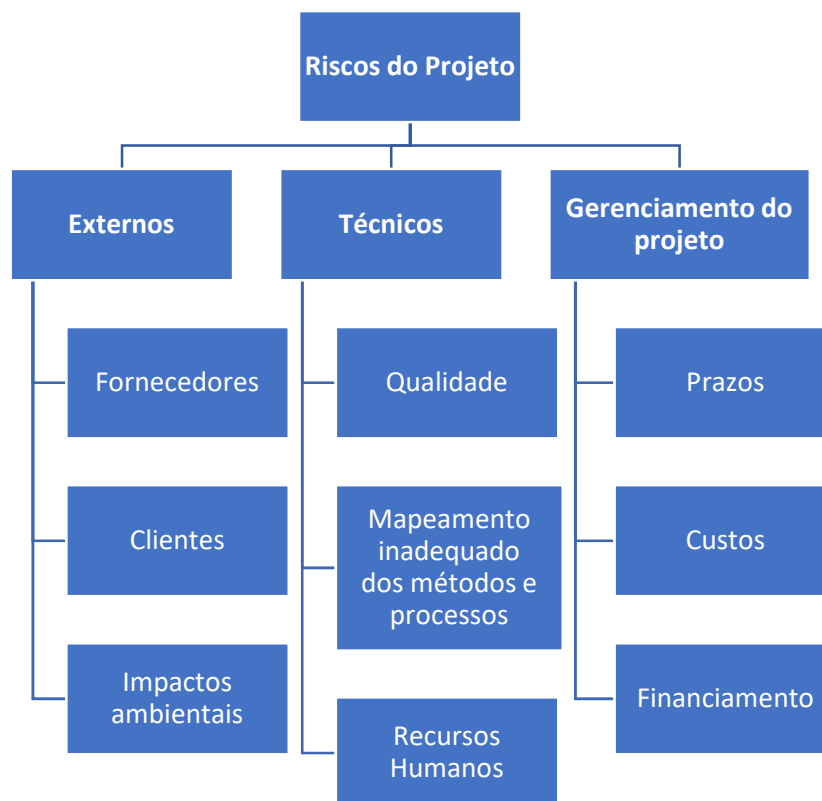 Riscos do Projeto
Externos
Técnicos
Gerenciamento do
projeto
Fornecedores
Clientes
Impactos
ambientais
Qualidade
Mapeamento
inadequado
dos métodos e
processos
Recursos
Humanos
Prazos
Custos
Financiamento